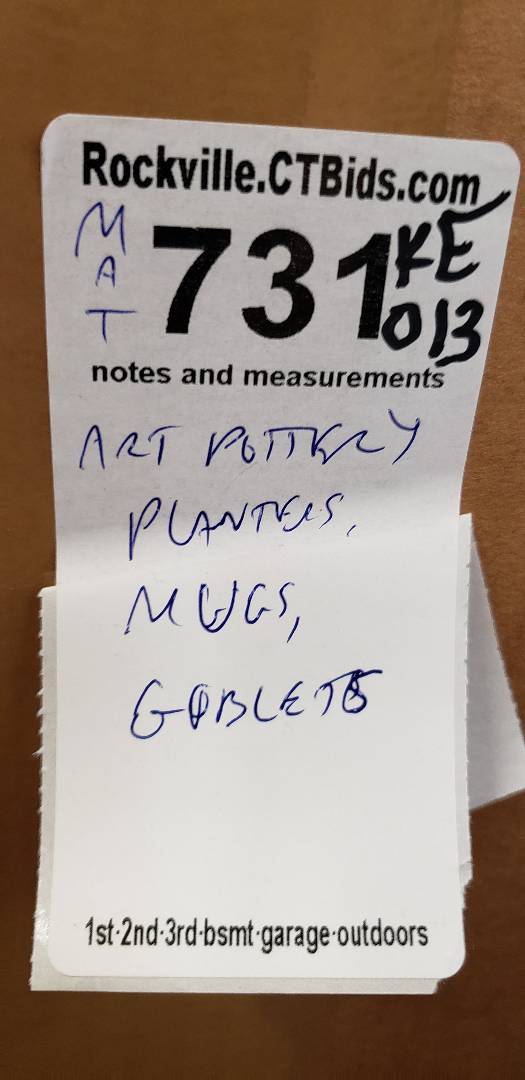 Rockville.CTBids.com
MAT 731 KE
013
notes and measurements
ART POTTERY
PLANTERS,
MUGS,
GOBLETS
1st·2nd·3rd·bsmt·garage·outdoors